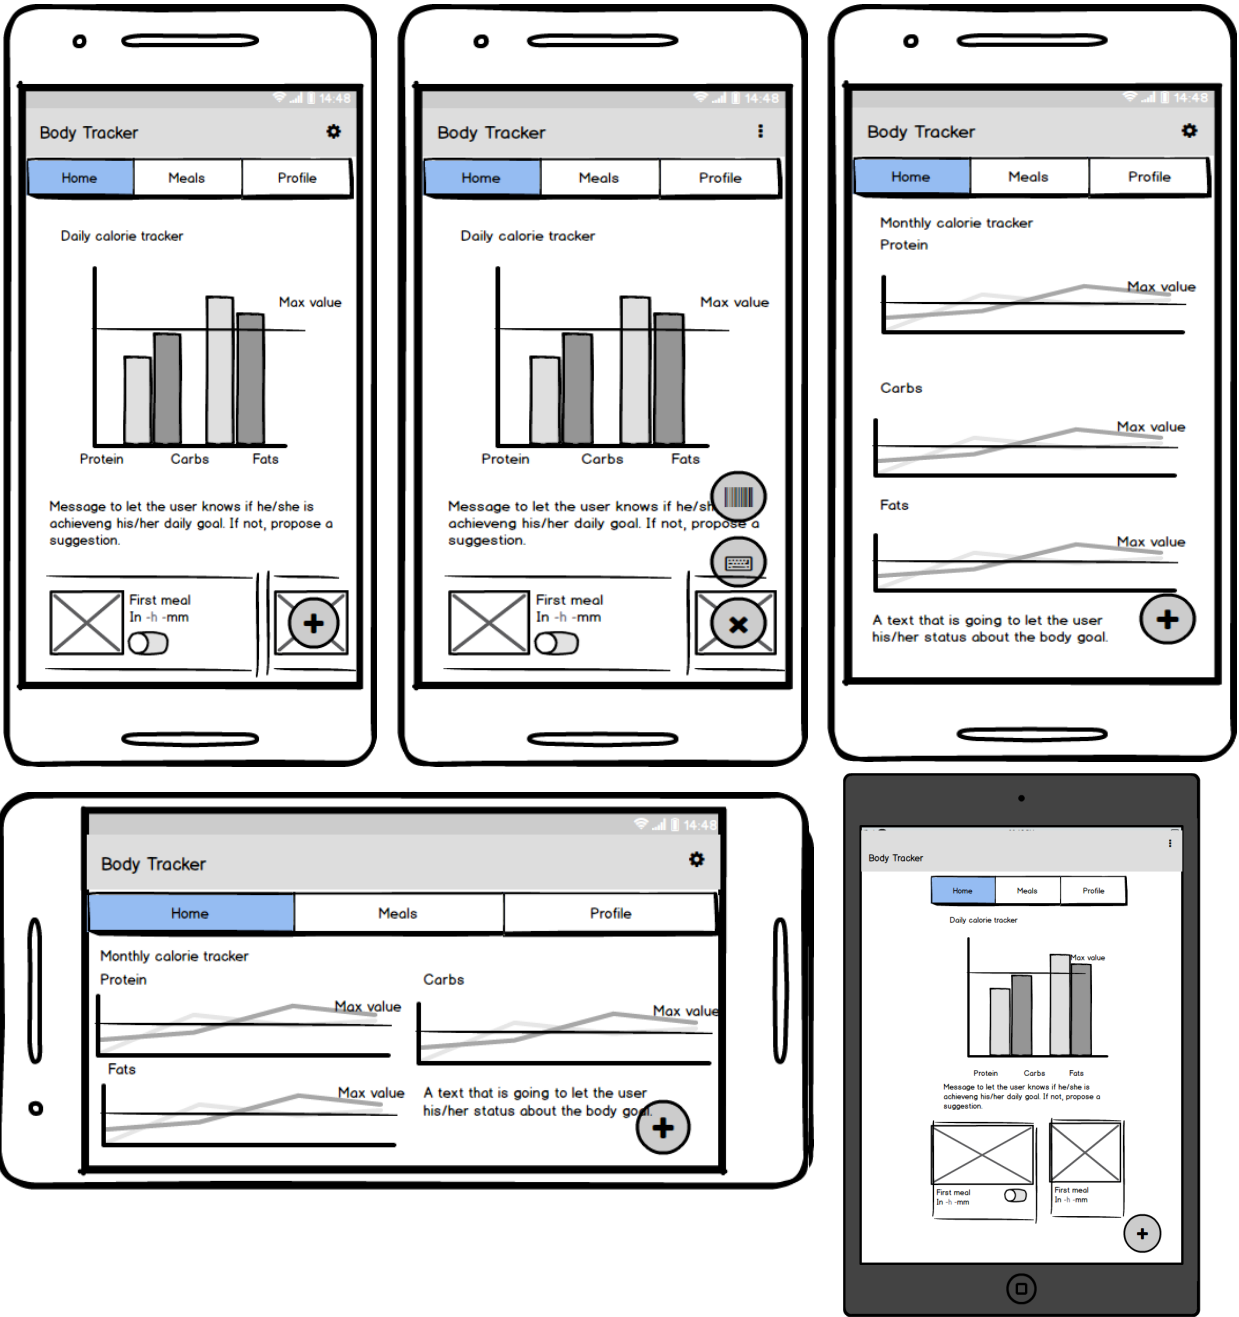 14:48
Body Tracker
Home Meals Profile
Daily calorie tracker
Max value
Protein Carbs Fats
Message to let the user knows if he/she is
achieveng his/her daily goal. If not, propose a
suggestion.
First meal
In -h -mm
14:48
Body Tracker
Home Meals Profile
Daily calorie tracker
Max value
Protein Carbs Fats
Message to let the user knows if he/sh
achieveng his/her daily goal. If not, propose a
suggestion.
First meal
In -h -mm
14:48
Body Tracker
Home Meals Profile
Monthly calorie tracker
Protein
Max value
Carbs
Max value
Fats
Max value
A text that is going to let the user
his/her status about the body goal.
14:48
Body Tracker
Home Meals Profile
Monthly calorie tracker
Protein
Max value
Carbs
Max value
Fats
Max value
A text that is going to let the user
his/her status about the body goal.
Body Tracker
Home Meals Profile
Daily calorie tracker
Max value
Protein Carbs Fats
Message to let the user knows if he/she is
achieveng his/her daily goal. If not, propose a
suggestion.
First meal
In -h -mm
First meal
In -h -mm